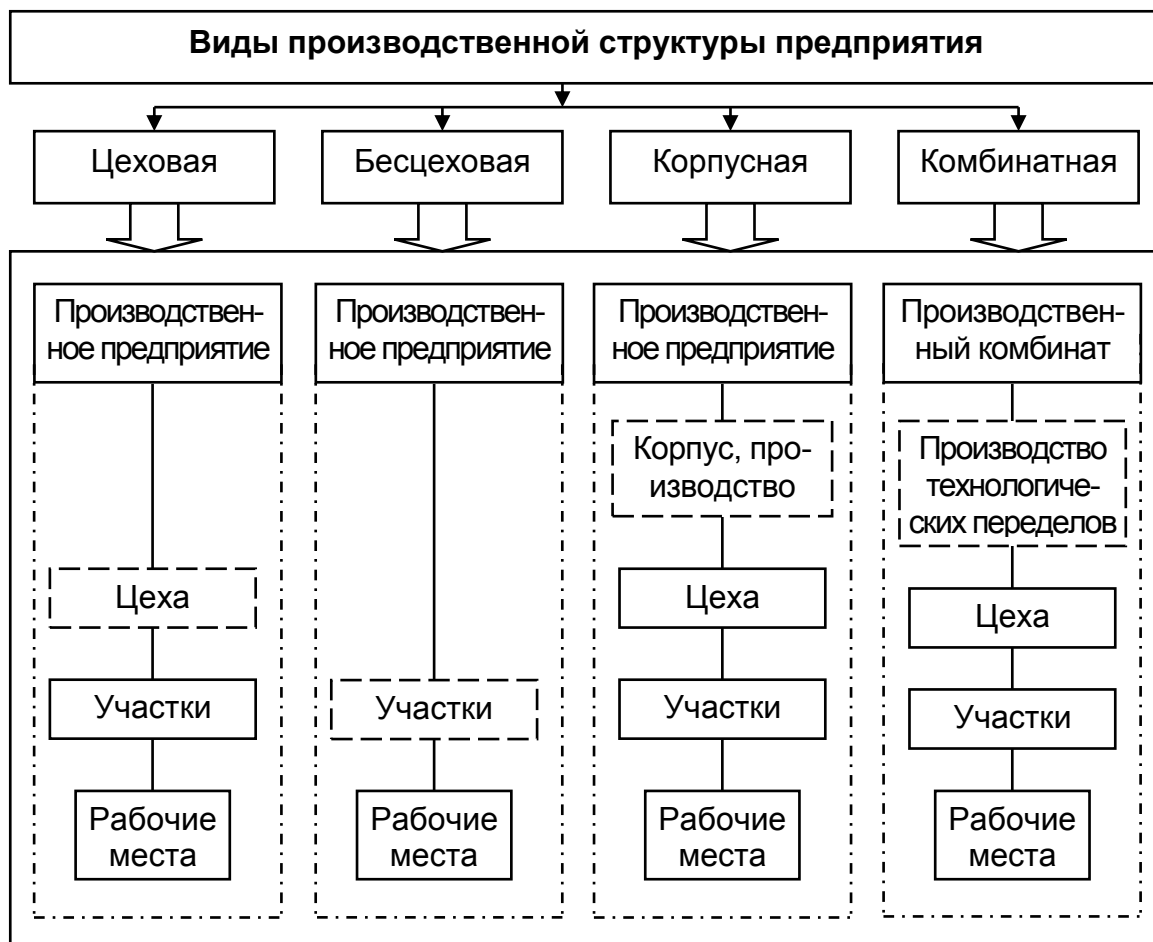 Виды производственной структуры предприятия
Цеховая
Бесцеховая
Корпусная
Комбинатная
Производствен-
ное предприятие
Цеха
Участки
Рабочие
места
Производствен-
ное предприятие
Участки
Рабочие
места
Производствен-
ное предприятие
Корпус, про-
изводство
Цеха
Участки
Рабочие
места
Производствен-
ный комбинат
Производство
технологиче-
ских переделов
Цеха
Участки
Рабочие
места